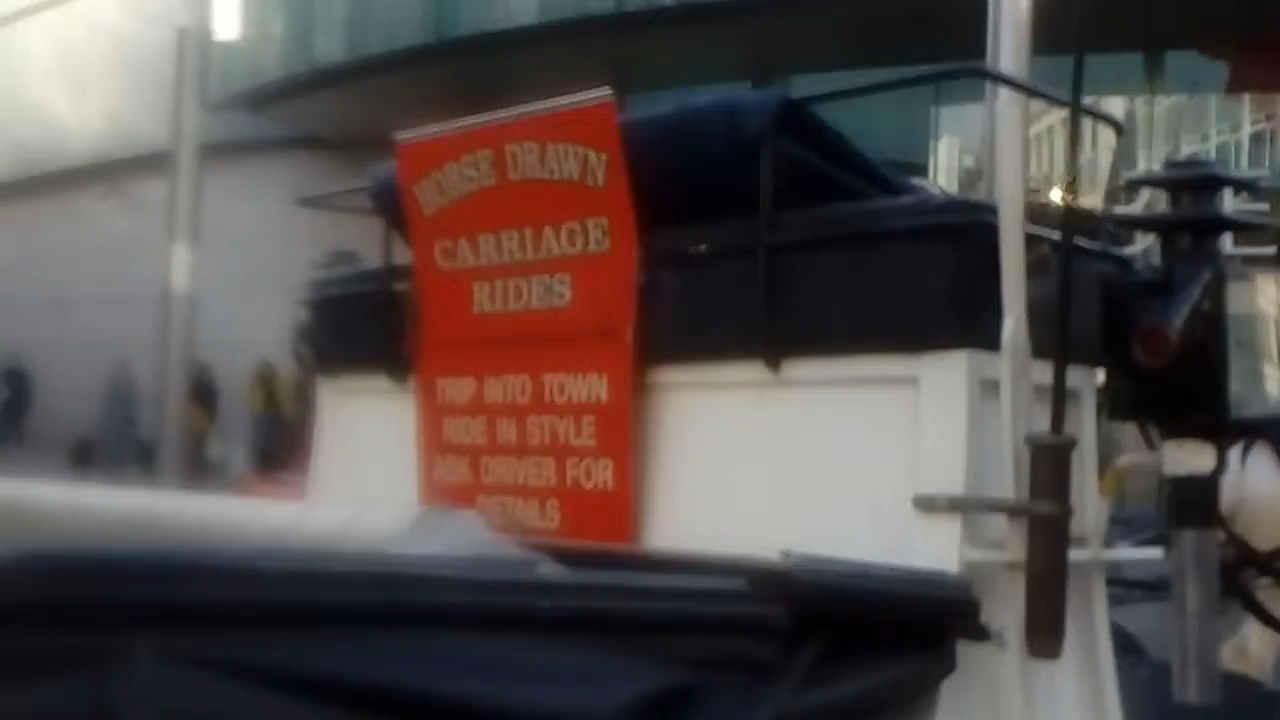 HORSE DRAWN
CARRIAGE
RIDES
TRIP INTO TOWN
RIDE IN STYLE
ASK DRIVER FOR
DETAILS